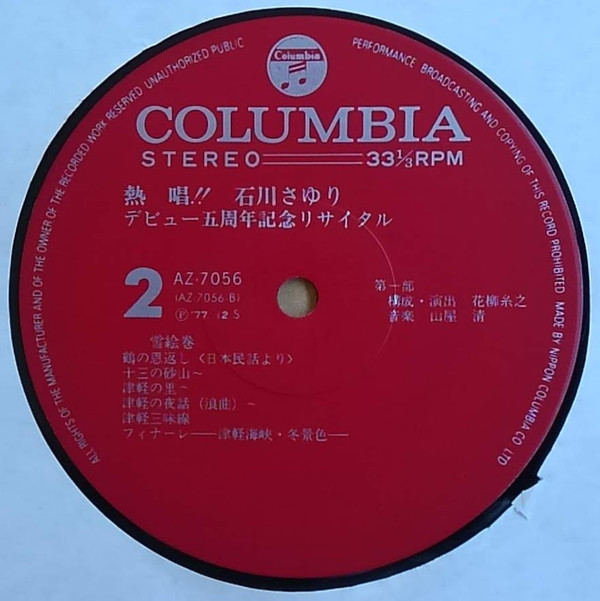 Columbia
COLUMBIA
STEREO 33⅓RPM
熱 唱!! 石川さゆり
デビュー五周年記念リサイタル
2
AZ-7056
(AZ-7056-B)
Ⓟ '77. 12 S
第一部
構成・演出 花柳糸之
音楽 山屋 清
雪絵巻
鶴の恩返し〈日本民話より〉
十三の砂山〜
津軽の里〜
津軽の夜話(浪曲)〜
津軽三味線
フィナーレ——津軽海峡・冬景色——
ALL RIGHTS OF THE MANUFACTURER AND OF THE OWNER OF THE RECORDED WORK RESERVED UNAUTHORIZED PUBLIC PERFORMANCE, BROADCASTING AND COPYING OF THIS RECORD PROHIBITED MADE BY NIPPON COLUMBIA CO LTD